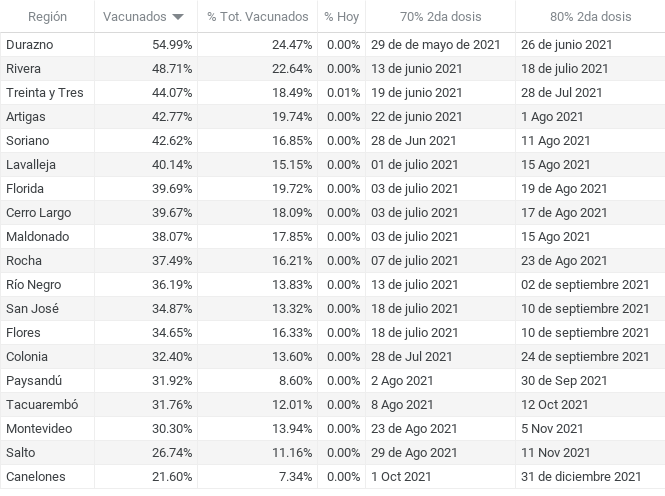 Región Vacunados % Tot. Vacunados % Hoy 70% 2da dosis 80% 2da dosis
Durazno 54.99% 24.47% 0.00% 29 de de mayo de 2021 26 de junio 2021
Rivera 48.71% 22.64% 0.00% 13 de junio 2021 18 de julio 2021
Treinta y Tres 44.07% 18.49% 0.01% 19 de junio 2021 28 de Jul 2021
Artigas 42.77% 19.74% 0.00% 22 de junio 2021 1 Ago 2021
Soriano 42.62% 16.85% 0.00% 28 de Jun 2021 11 Ago 2021
Lavalleja 40.14% 15.15% 0.00% 01 de julio 2021 15 Ago 2021
Florida 39.69% 19.72% 0.00% 03 de julio 2021 19 de Ago 2021
Cerro Largo 39.67% 18.09% 0.00% 03 de julio 2021 17 de Ago 2021
Maldonado 38.07% 17.85% 0.00% 03 de julio 2021 15 Ago 2021
Rocha 37.49% 16.21% 0.00% 07 de julio 2021 23 de Ago 2021
Río Negro 36.19% 13.83% 0.00% 13 de julio 2021 02 de septiembre 2021
San José 34.87% 13.32% 0.00% 18 de julio 2021 10 de septiembre 2021
Flores 34.65% 16.33% 0.00% 18 de julio 2021 10 de septiembre 2021
Colonia 32.40% 13.60% 0.00% 28 de Jul 2021 24 de septiembre 2021
Paysandú 31.92% 8.60% 0.00% 2 Ago 2021 30 de Sep 2021
Tacuarembó 31.76% 12.01% 0.00% 8 Ago 2021 12 Oct 2021
Montevideo 30.30% 13.94% 0.00% 23 de Ago 2021 5 Nov 2021
Salto 26.74% 11.16% 0.00% 29 de Ago 2021 11 Nov 2021
Canelones 21.60% 7.34% 0.00% 1 Oct 2021 31 de diciembre 2021